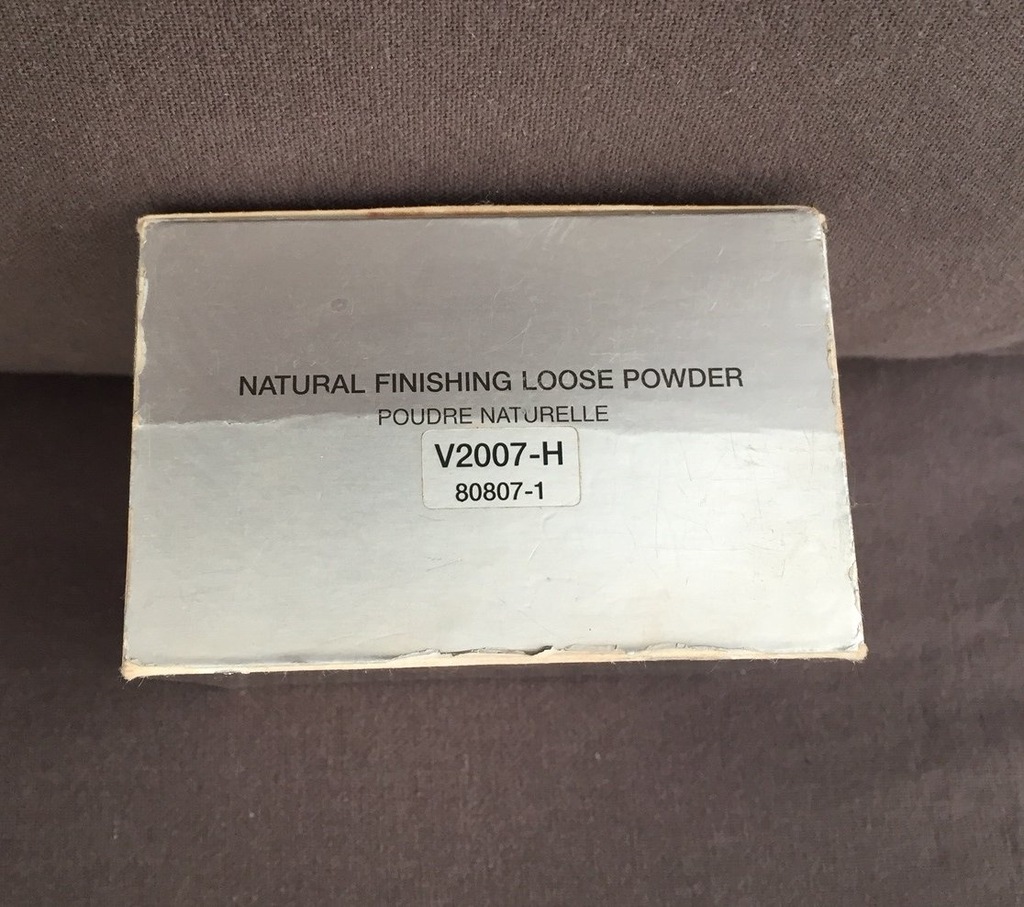 NATURAL FINISHING LOOSE POWDER
POUDRE NATURELLE
V2007-H
80807-1